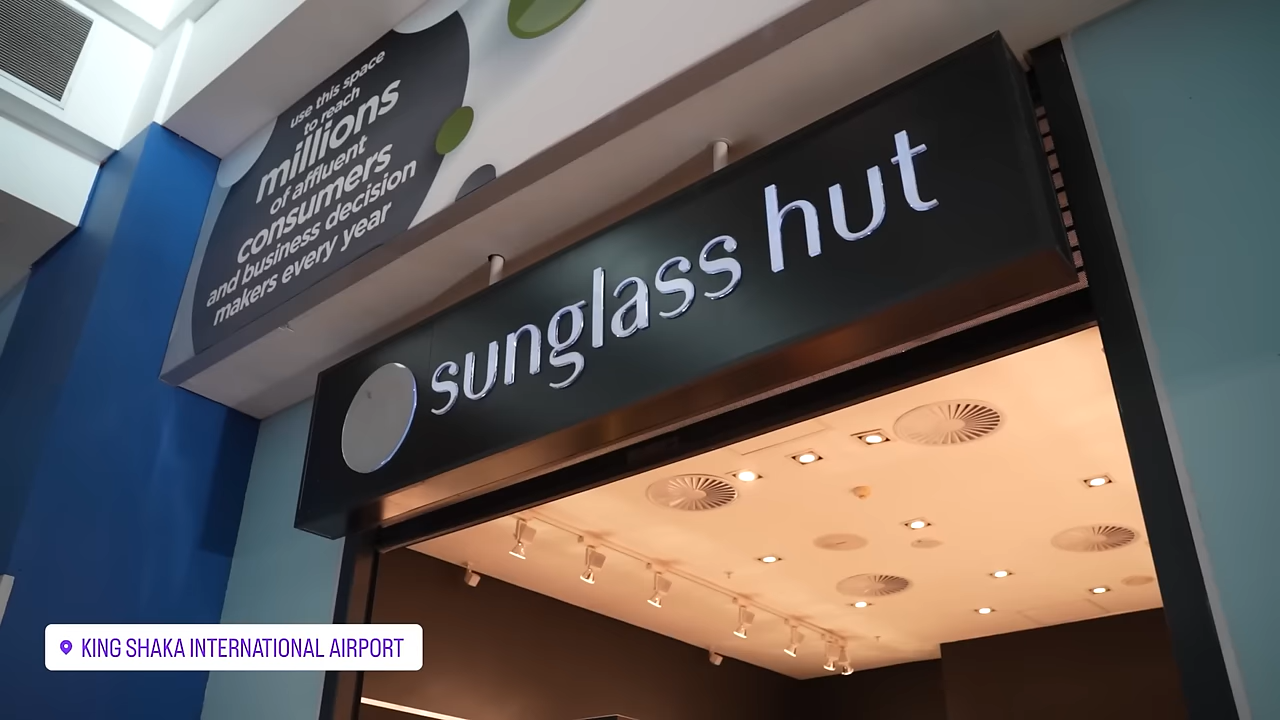 use this space
to reach
millions
of affluent
consumers
and business decision
makers every year
sunglass hut
KING SHAKA INTERNATIONAL AIRPORT